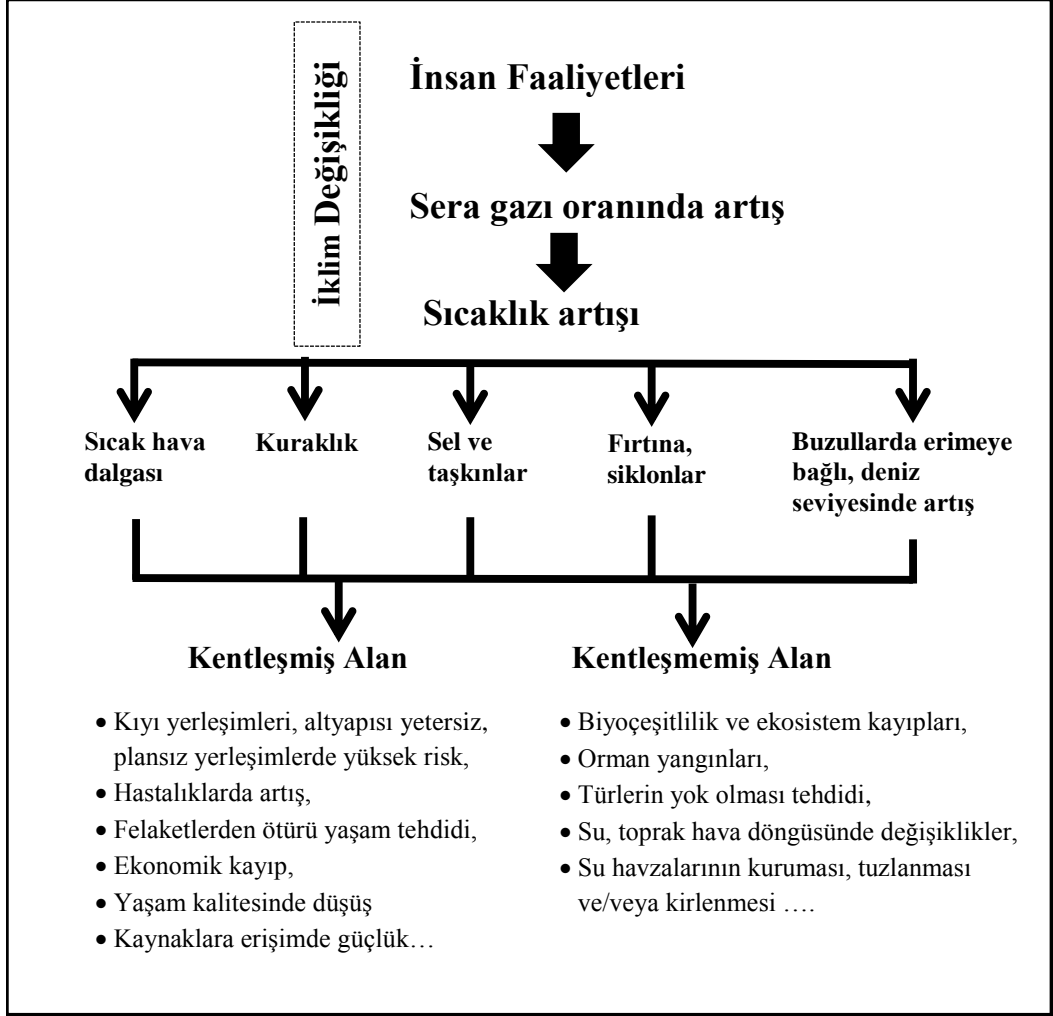 İklim Değişikliği
İnsan Faaliyetleri
Sera gazı oranında artış
Sıcaklık artışı
Sıcak hava
dalgası
Kuraklık
Sel ve
taşkınlar
Fırtına,
siklonlar
Buzullarda erimeye
bağlı, deniz
seviyesinde artış
Kentleşmiş Alan
• Kıyı yerleşimleri, altyapısı yetersiz,
plansız yerleşimlerde yüksek risk,
• Hastalıklarda artış,
• Felaketlerden ötürü yaşam tehdidi,
• Ekonomik kayıp,
• Yaşam kalitesinde düşüş
• Kaynaklara erişimde güçlük…
Kentleşmemiş Alan
• Biyoçeşitlilik ve ekosistem kayıpları,
• Orman yangınları,
• Türlerin yok olması tehdidi,
• Su, toprak hava döngüsünde değişiklikler,
• Su havzalarının kuruması, tuzlanması
ve/veya kirlenmesi ….